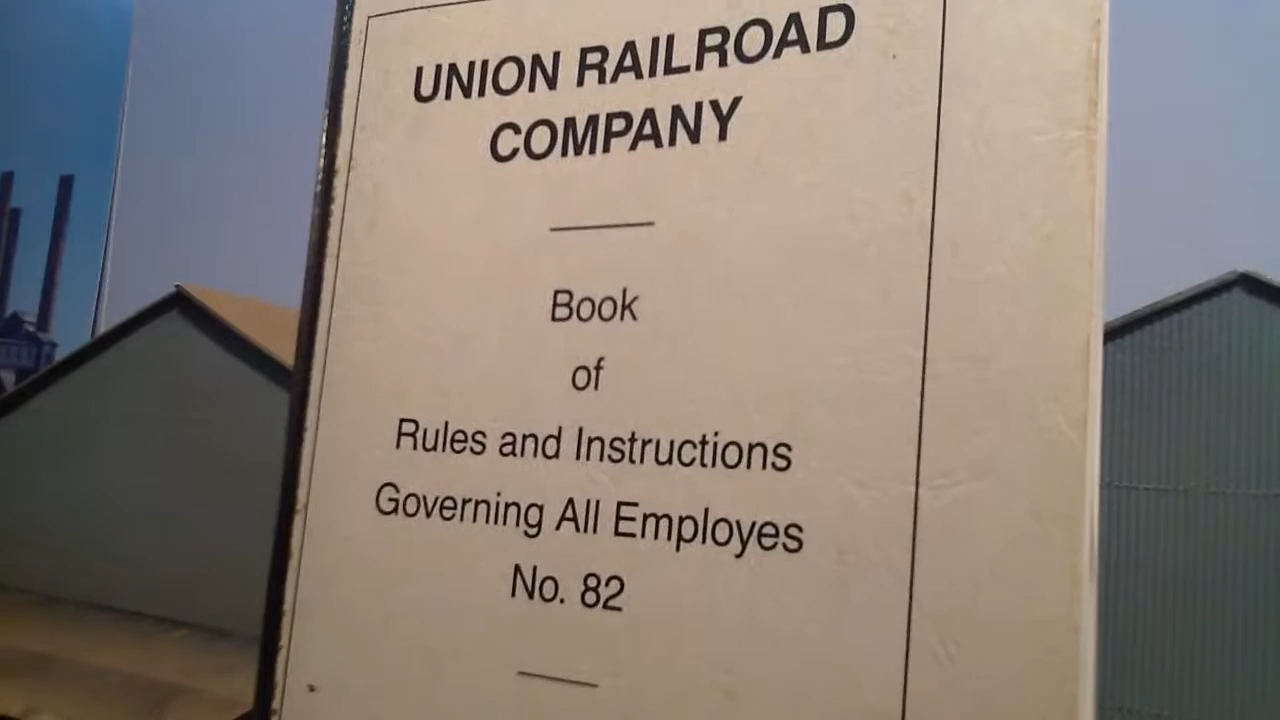 UNION RAILROAD
COMPANY
Book
of
Rules and Instructions
Governing All Employes
No. 82